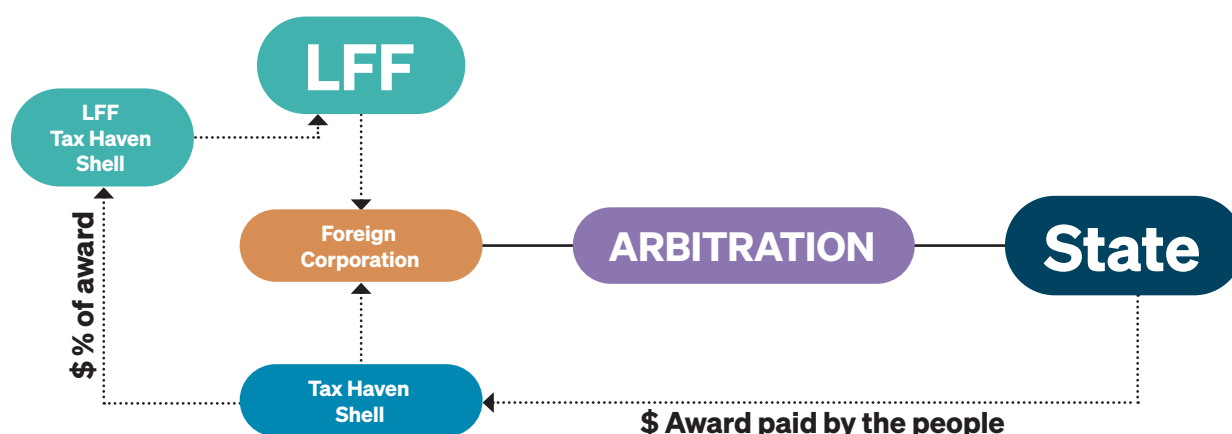 LFF
LFF
Tax Haven
Shell
Foreign
Corporation
ARBITRATION
State
$ % of award
Tax Haven
Shell
$ Award paid by the people